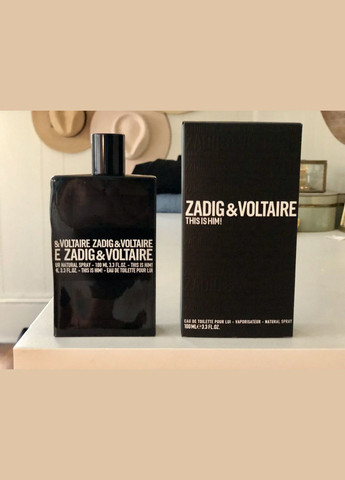 & VOLTAIRE ZADIG & VOLTAIRE
E ZADIG & VOLTAIRE
UR NATURAL SPRAY – 100 ML 3.3 FL.OZ. – THIS IS HIM!
3.3 FL.OZ. – THIS IS HIM! – EAU DE TOILETTE POUR LUI
ZADIG & VOLTAIRE
THIS IS HIM!
EAU DE TOILETTE POUR LUI – VAPORISATEUR – NATURAL SPRAY
100 ML e 3.3 FL.OZ.